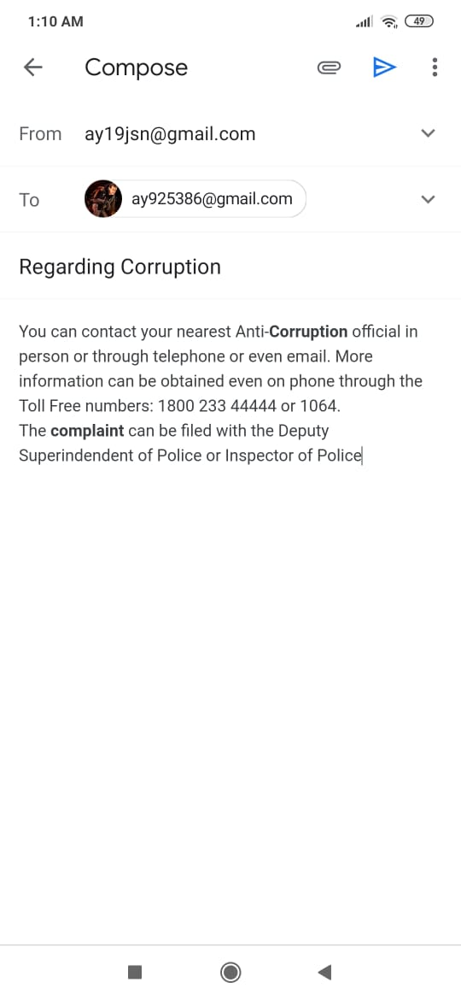 1:10 AM
49
Compose
From ay19jsn@gmail.com
To ay925386@gmail.com
Regarding Corruption
You can contact your nearest Anti-Corruption official in
person or through telephone or even email. More
information can be obtained even on phone through the
Toll Free numbers: 1800 233 44444 or 1064.
The complaint can be filed with the Deputy
Superindendent of Police or Inspector of Police